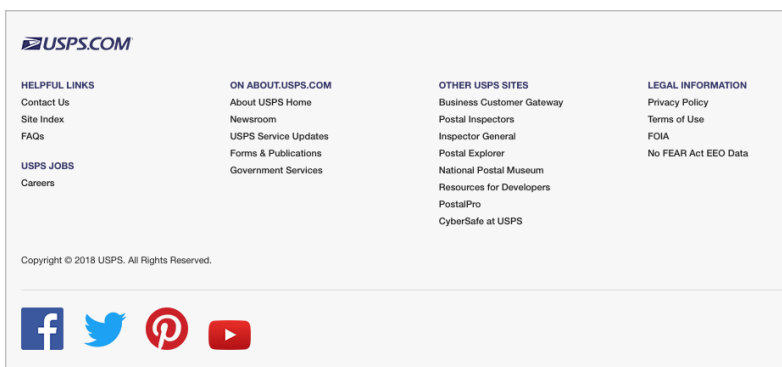 USPS.COM
HELPFUL LINKS
Contact Us
Site Index
FAQs
USPS JOBS
Careers
ON ABOUT.USPS.COM
About USPS Home
Newsroom
USPS Service Updates
Forms & Publications
Government Services
OTHER USPS SITES
Business Customer Gateway
Postal Inspectors
Inspector General
Postal Explorer
National Postal Museum
Resources for Developers
PostalPro
CyberSafe at USPS
LEGAL INFORMATION
Privacy Policy
Terms of Use
FOIA
No FEAR Act EEO Data
Copyright © 2018 USPS. All Rights Reserved.